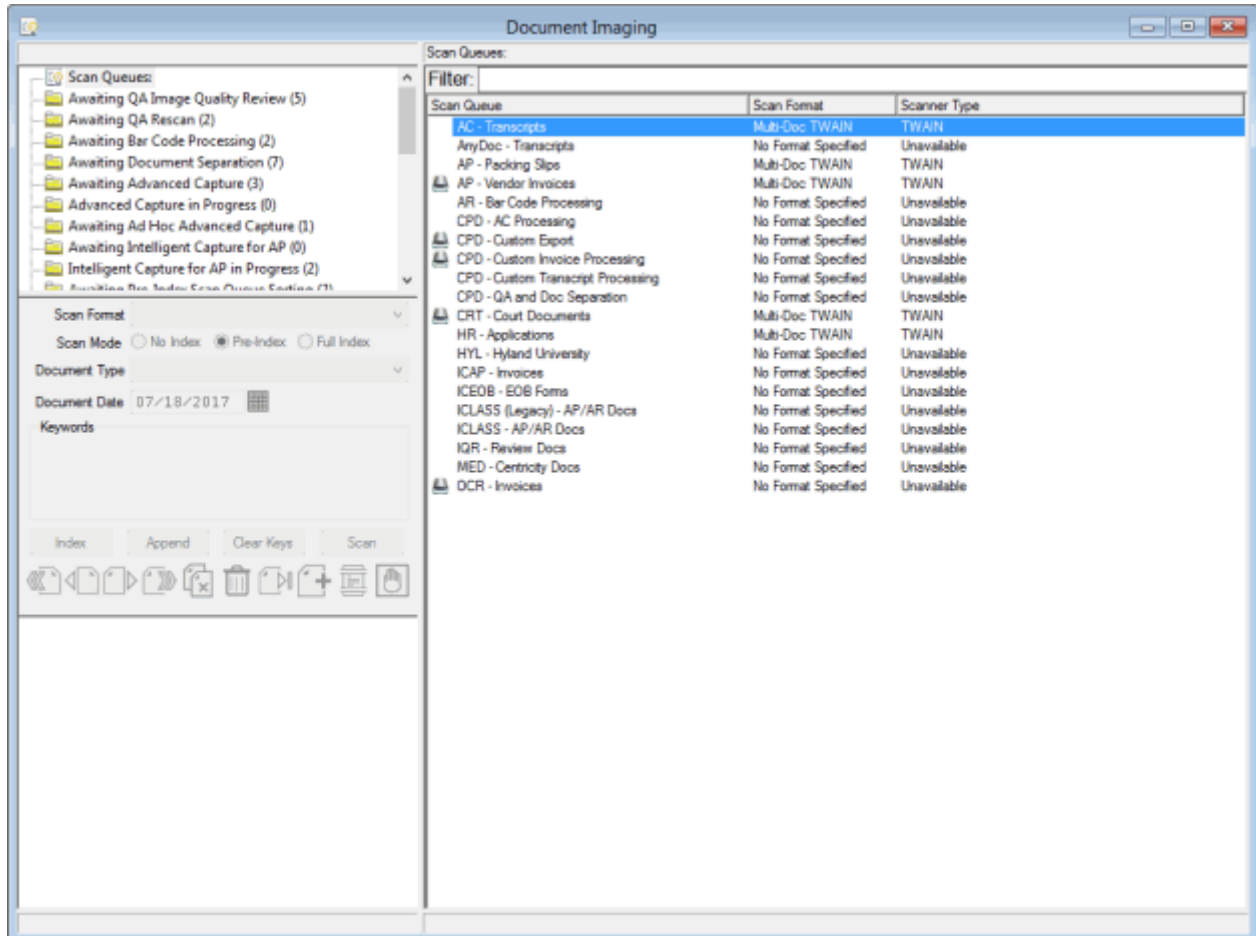 Document Imaging
Scan Queues:
Scan Queues:
Awaiting QA Image Quality Review (5)
Awaiting QA Rescan (2)
Awaiting Bar Code Processing (2)
Awaiting Document Separation (7)
Awaiting Advanced Capture (3)
Advanced Capture in Progress (0)
Awaiting Ad Hoc Advanced Capture (1)
Awaiting Intelligent Capture for AP (0)
Intelligent Capture for AP in Progress (2)
Awaiting Pre-Index Scan Queue Sorting
Scan Format
Scan Mode No Index Pre-Index Full Index
Document Type
Document Date 07/18/2017
Keywords
Index Append Clear Keys Scan
Filter:
Scan Queue Scan Format Scanner Type
AC - Transcripts Multi-Doc TWAIN TWAIN
AnyDoc - Transcripts No Format Specified Unavailable
AP - Packing Slips Multi-Doc TWAIN TWAIN
AP - Vendor Invoices Multi-Doc TWAIN TWAIN
AR - Bar Code Processing No Format Specified Unavailable
CPD - AC Processing No Format Specified Unavailable
CPD - Custom Export No Format Specified Unavailable
CPD - Custom Invoice Processing No Format Specified Unavailable
CPD - Custom Transcript Processing No Format Specified Unavailable
CPD - QA and Doc Separation No Format Specified Unavailable
CRT - Court Documents Multi-Doc TWAIN TWAIN
HR - Applications Multi-Doc TWAIN TWAIN
HYL - Hyland University No Format Specified Unavailable
ICAP - Invoices No Format Specified Unavailable
ICEOB - EOB Forms No Format Specified Unavailable
ICLASS (Legacy) - AP/AR Docs No Format Specified Unavailable
ICLASS - AP/AR Docs No Format Specified Unavailable
IQR - Review Docs No Format Specified Unavailable
MED - Centricity Docs No Format Specified Unavailable
OCR - Invoices No Format Specified Unavailable